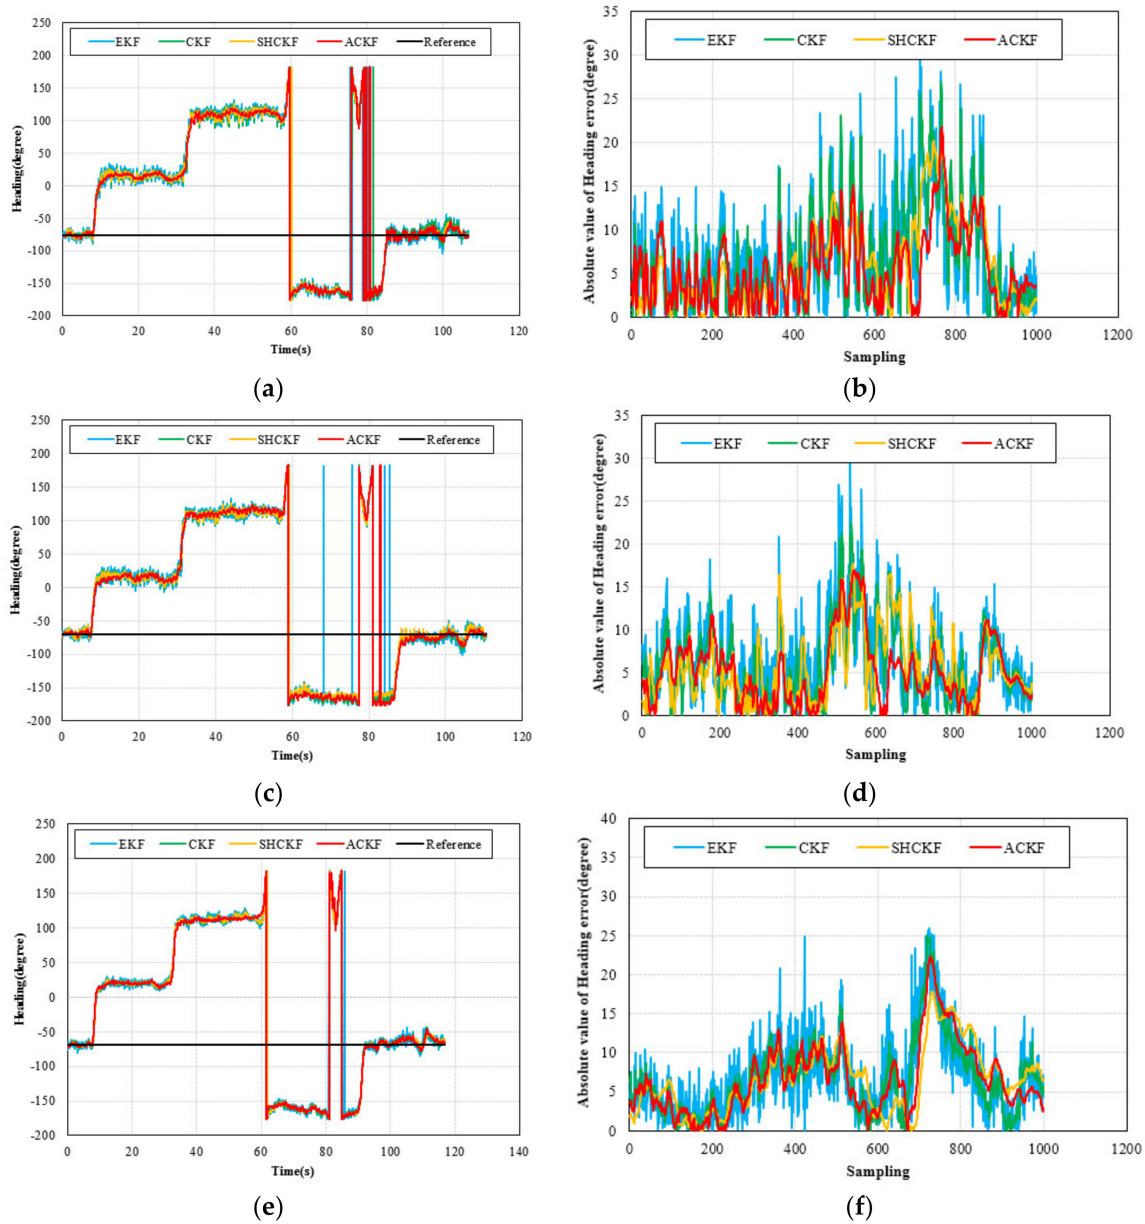 EKF CKF SHCKF ACKF Reference
Heading(degree)
250
200
150
100
50
0
-50
-100
-150
-200
0 20 40 60 80 100 120
Time(s)
(a)
EKF CKF SHCKF ACKF
Absolute value of Heading error(degree)
35
30
25
20
15
10
5
0
0 200 400 600 800 1000 1200
Sampling
(b)
EKF CKF SHCKF ACKF Reference
Heading(degree)
250
200
150
100
50
0
-50
-100
-150
-200
0 20 40 60 80 100 120
Time(s)
(c)
EKF CKF SHCKF ACKF
Absolute value of Heading error(degree)
35
30
25
20
15
10
5
0
0 200 400 600 800 1000 1200
Sampling
(d)
EKF CKF SHCKF ACKF Reference
Heading(degree)
250
200
150
100
50
0
-50
-100
-150
-200
0 20 40 60 80 100 120 140
Time(s)
(e)
EKF CKF SHCKF ACKF
Absolute value of Heading error(degree)
40
35
30
25
20
15
10
5
0
0 200 400 600 800 1000 1200
Sampling
(f)